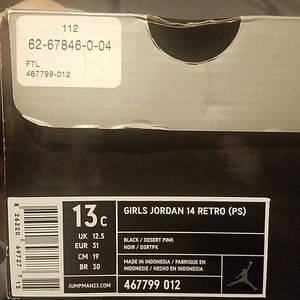 112
62-67846-0-04
FTL
467799-012
13 C
UK 12.5
EUR 31
CM 19
BR 30
JUMPMAN23.COM
GIRLS JORDAN 14 RETRO (PS)
BLACK / DESERT PINK
NOIR / DSRTPK
MADE IN INDONESIA / FABRIQUE EN
INDONESIE / HECHO EN INDONESIA
467799 012